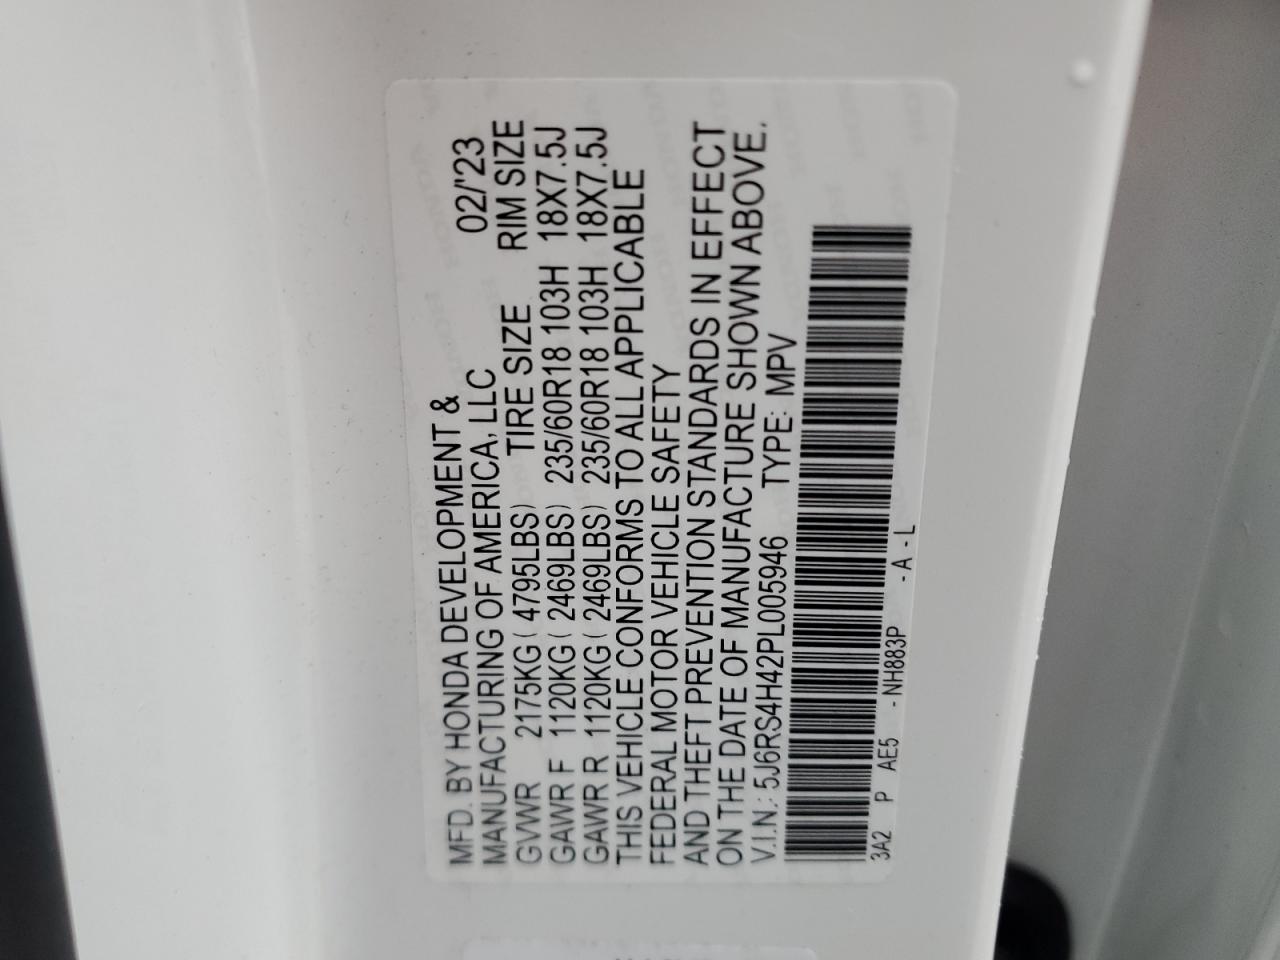 MFD. BY HONDA DEVELOPMENT &
MANUFACTURING OF AMERICA, LLC 02/'23
GVWR 2175KG ( 4795LBS) TIRE SIZE RIM SIZE
GAWR F 1120KG ( 2469LBS) 235/60R18 103H 18X7.5J
GAWR R 1120KG ( 2469LBS) 235/60R18 103H 18X7.5J
THIS VEHICLE CONFORMS TO ALL APPLICABLE
FEDERAL MOTOR VEHICLE SAFETY
AND THEFT PREVENTION STANDARDS IN EFFECT
ON THE DATE OF MANUFACTURE SHOWN ABOVE.
V.I.N.: 5J6RS4H42PL005946 TYPE: MPV
3A2 P AE5 - NH883P - A - L